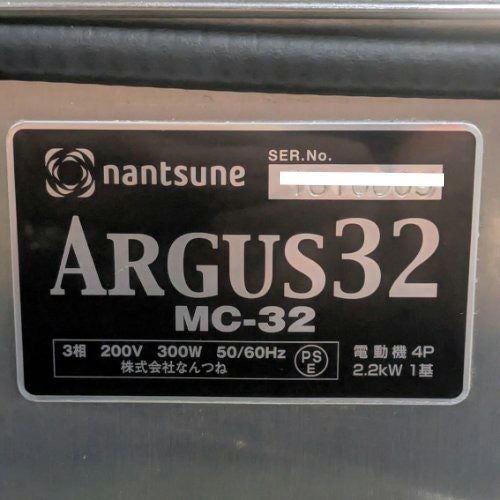 nantsune
SER.No.
ARGUS32
MC-32
3相 200V 300W 50/60Hz
株式会社なんつね
PS
E
電動機 4P
2.2kW 1基